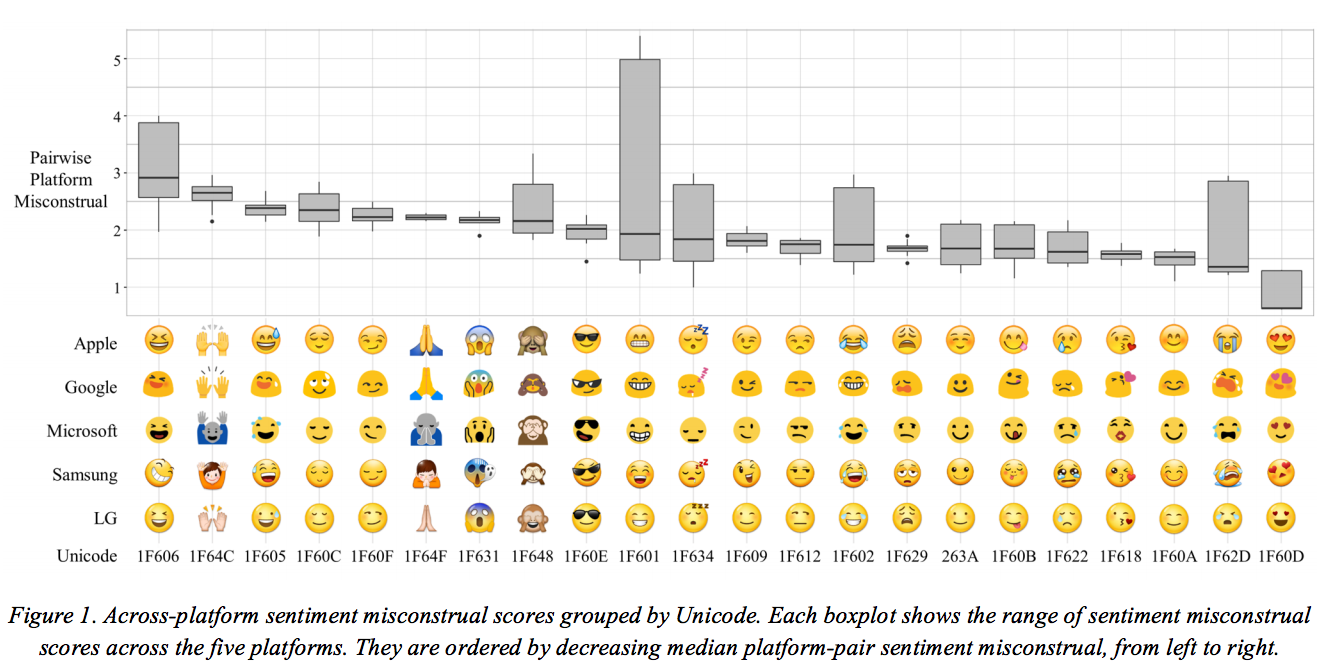 5
4
Pairwise
3
Platform
Misconstrual
2
1
Apple
Google
Microsoft
Samsung
LG
Unicode 1F606 1F64C 1F605 1F60C 1F60F 1F64F 1F631 1F648 1F60E 1F601 1F634 1F609 1F612 1F602 1F629 263A 1F60B 1F622 1F618 1F60A 1F62D 1F60D
Figure 1. Across-platform sentiment misconstrual scores grouped by Unicode. Each boxplot shows the range of sentiment misconstrual
scores across the five platforms. They are ordered by decreasing median platform-pair sentiment misconstrual, from left to right.